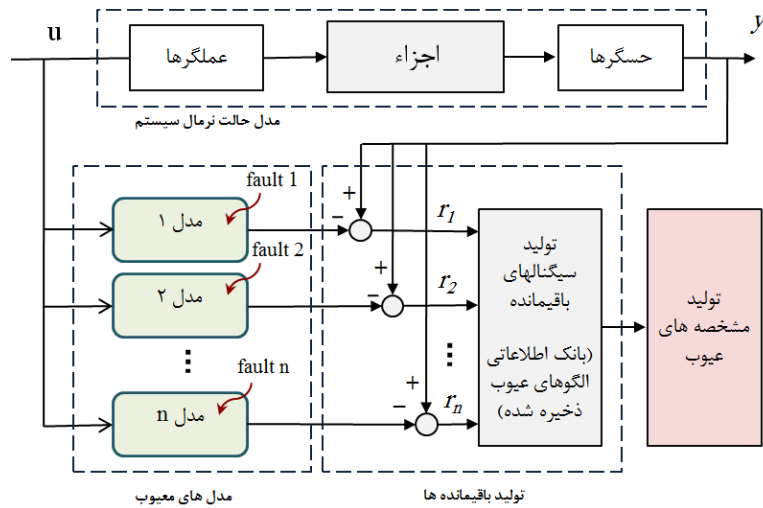 u
y
عملگرها
اجزاء
حسگرها
مدل حالت نرمال سیستم
fault 1
مدل ۱
fault 2
مدل ۲
fault n
مدل n
+
−
r1
+
−
r2
+
−
rn
تولید
سیگنالهای
باقیمانده
(بانک اطلاعاتی
الگوهای عیوب
ذخیره شده)
تولید
مشخصه های
عیوب
مدل های معیوب
تولید باقیمانده ها